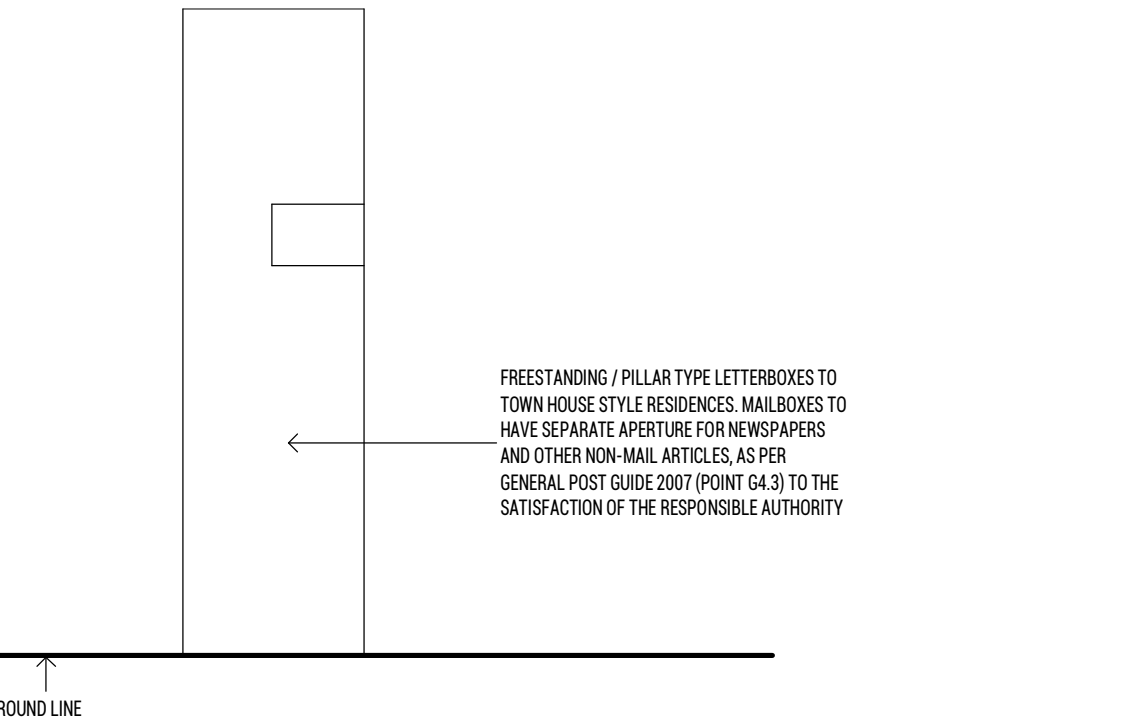 FREESTANDING / PILLAR TYPE LETTERBOXES TO
TOWN HOUSE STYLE RESIDENCES. MAILBOXES TO
HAVE SEPARATE APERTURE FOR NEWSPAPERS
AND OTHER NON-MAIL ARTICLES, AS PER
GENERAL POST GUIDE 2007 (POINT G4.3) TO THE
SATISFACTION OF THE RESPONSIBLE AUTHORITY
ROUND LINE